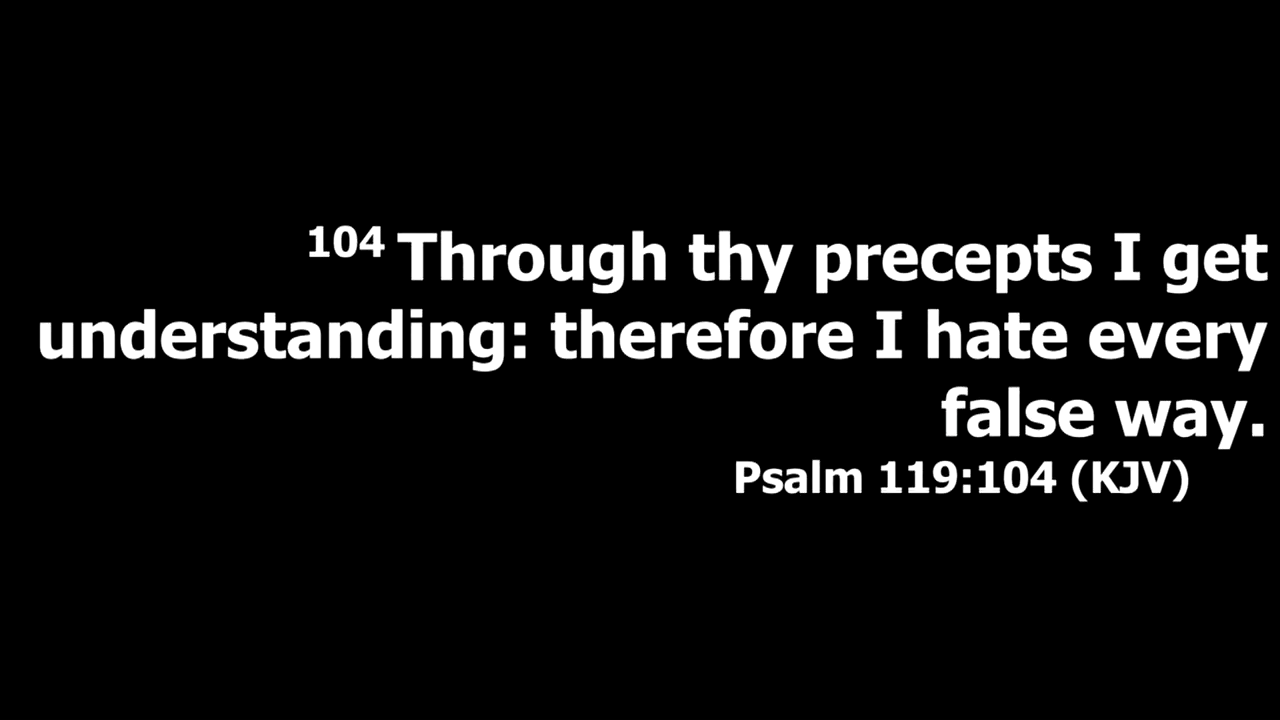 104 Through thy precepts I get
understanding: therefore I hate every
false way.
Psalm 119:104 (KJV)